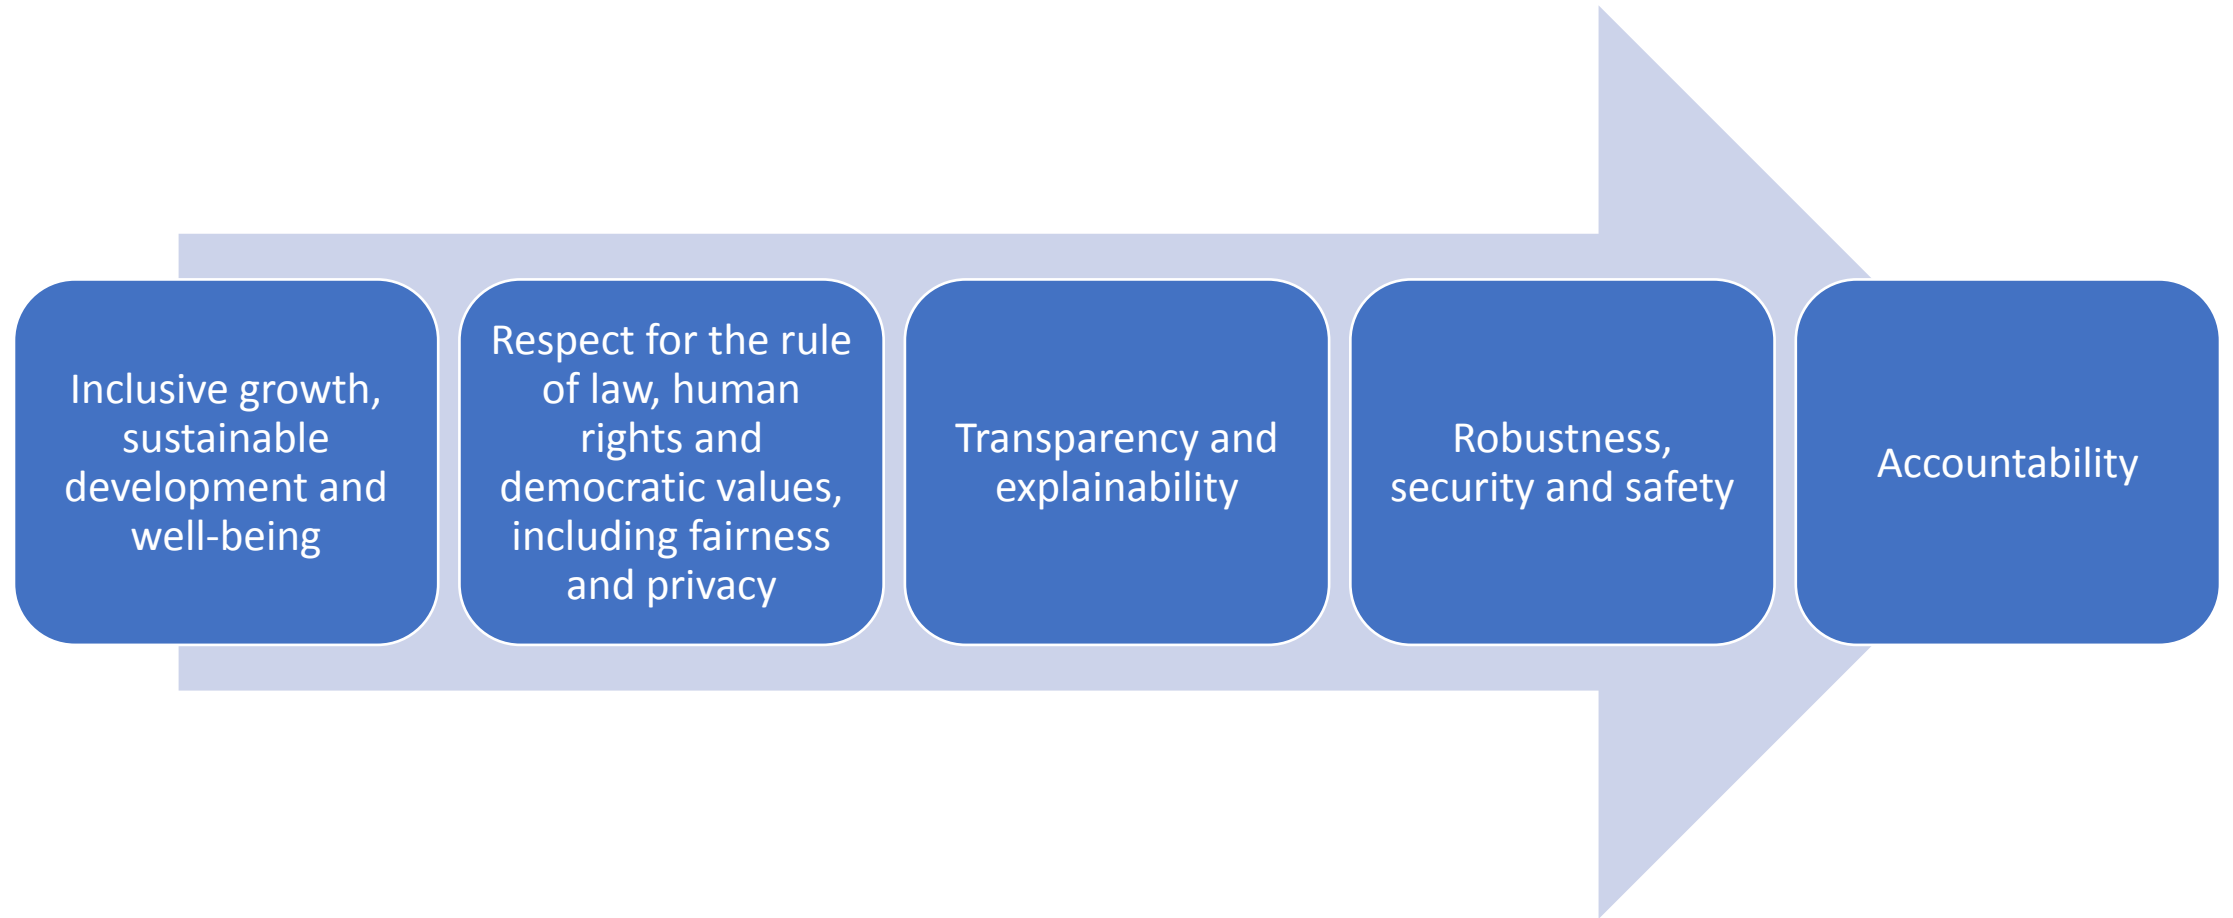 Inclusive growth,
sustainable
development and
well-being
Respect for the rule
of law, human
rights and
democratic values,
including fairness
and privacy
Transparency and
explainability
Robustness,
security and safety
Accountability